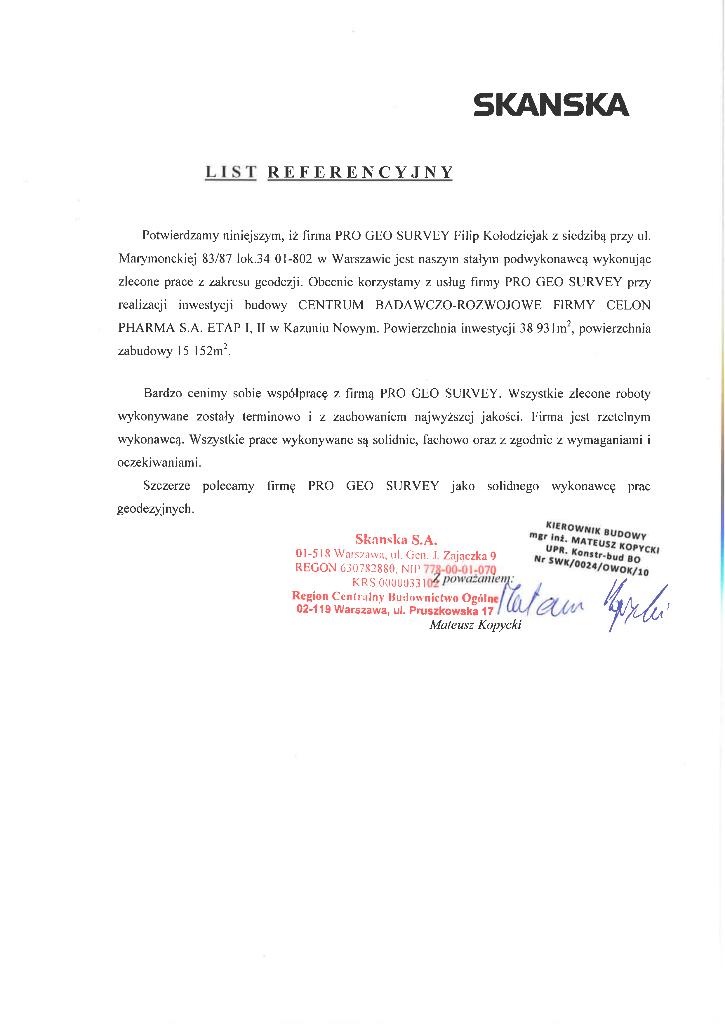 SKANSKA
LIST REFERENCYJNY
Potwierdzamy niniejszym, iż firma PRO GEO SURVEY Filip Kołodziejak z siedzibą przy ul.
Marymonckiej 83/87 lok.34 01-802 w Warszawie jest naszym stałym podwykonawcą wykonując
zlecone prace z zakresu geodezji. Obecnie korzystamy z usług firmy PRO GEO SURVEY przy
realizacji inwestycji budowy CENTRUM BADAWCZO-ROZWOJOWE FIRMY CELON
PHARMA S.A. ETAP I, II w Kazuniu Nowym. Powierzchnia inwestycji 38 931m², powierzchnia
zabudowy 15 152m².
Bardzo cenimy sobie współpracę z firmą PRO GEO SURVEY. Wszystkie zlecone roboty
wykonywane zostały terminowo i z zachowaniem najwyższej jakości. Firma jest rzetelnym
wykonawcą. Wszystkie prace wykonywane są solidnie, fachowo oraz z zgodnie z wymaganiami i
oczekiwaniami.
Szczerze polecamy firmę PRO GEO SURVEY jako solidnego wykonawcę prac
geodezyjnych.
KIEROWNIK BUDOWY
mgr inż. MATEUSZ KOPYCKI
UPR. Konstr-bud BO
Nr SWK/0024/OWOK/10
Skanska S.A.
01-518 Warszawa, ul. Gen. J. Zajączka 9
REGON 630782880, NIP 778-00-01-070
KRS 0000033102
Z poważaniem:
Region Centralny Budownictwo Ogólne
02-119 Warszawa, ul. Pruszkowska 17
Mateusz Kopycki